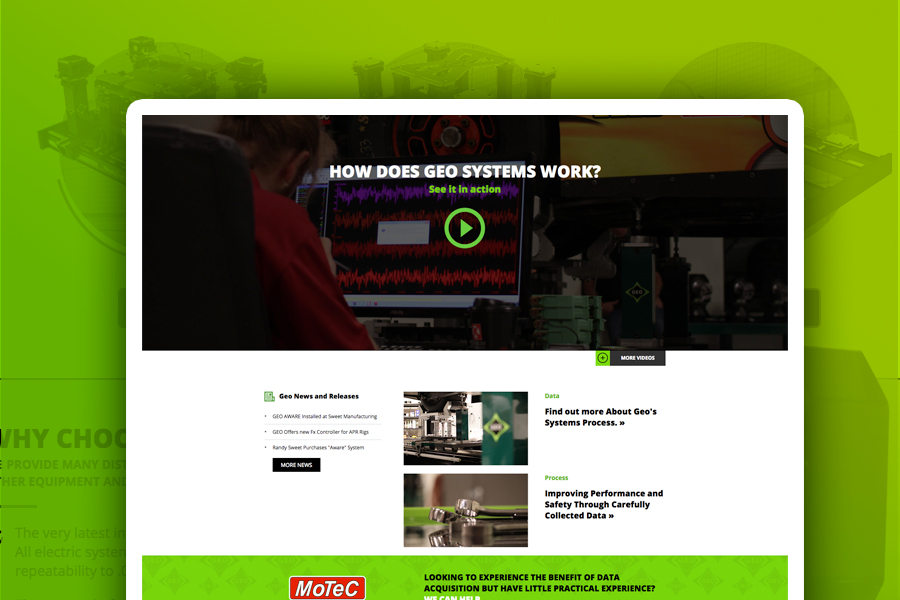 HOW DOES GEO SYSTEMS WORK?
See it in action
MORE VIDEOS
Geo News and Releases
GEO AWARE installed at Sweet Manufacturing
GEO Offers new Fx Controller for APR Rigs
Randy Sweet Purchases "Aware" System
MORE NEWS
Data
Find out more About Geo's
Systems Process. »
Process
Improving Performance and
Safety Through Carefully
Collected Data »
WHY CHOO
PROVIDE MANY DIST
HER EQUIPMENT AND
The very latest in
All electric system
repeatability to .0
MoTeC
LOOKING TO EXPERIENCE THE BENEFIT OF DATA
ACQUISITION BUT HAVE LITTLE PRACTICAL EXPERIENCE?
WE CAN HELP